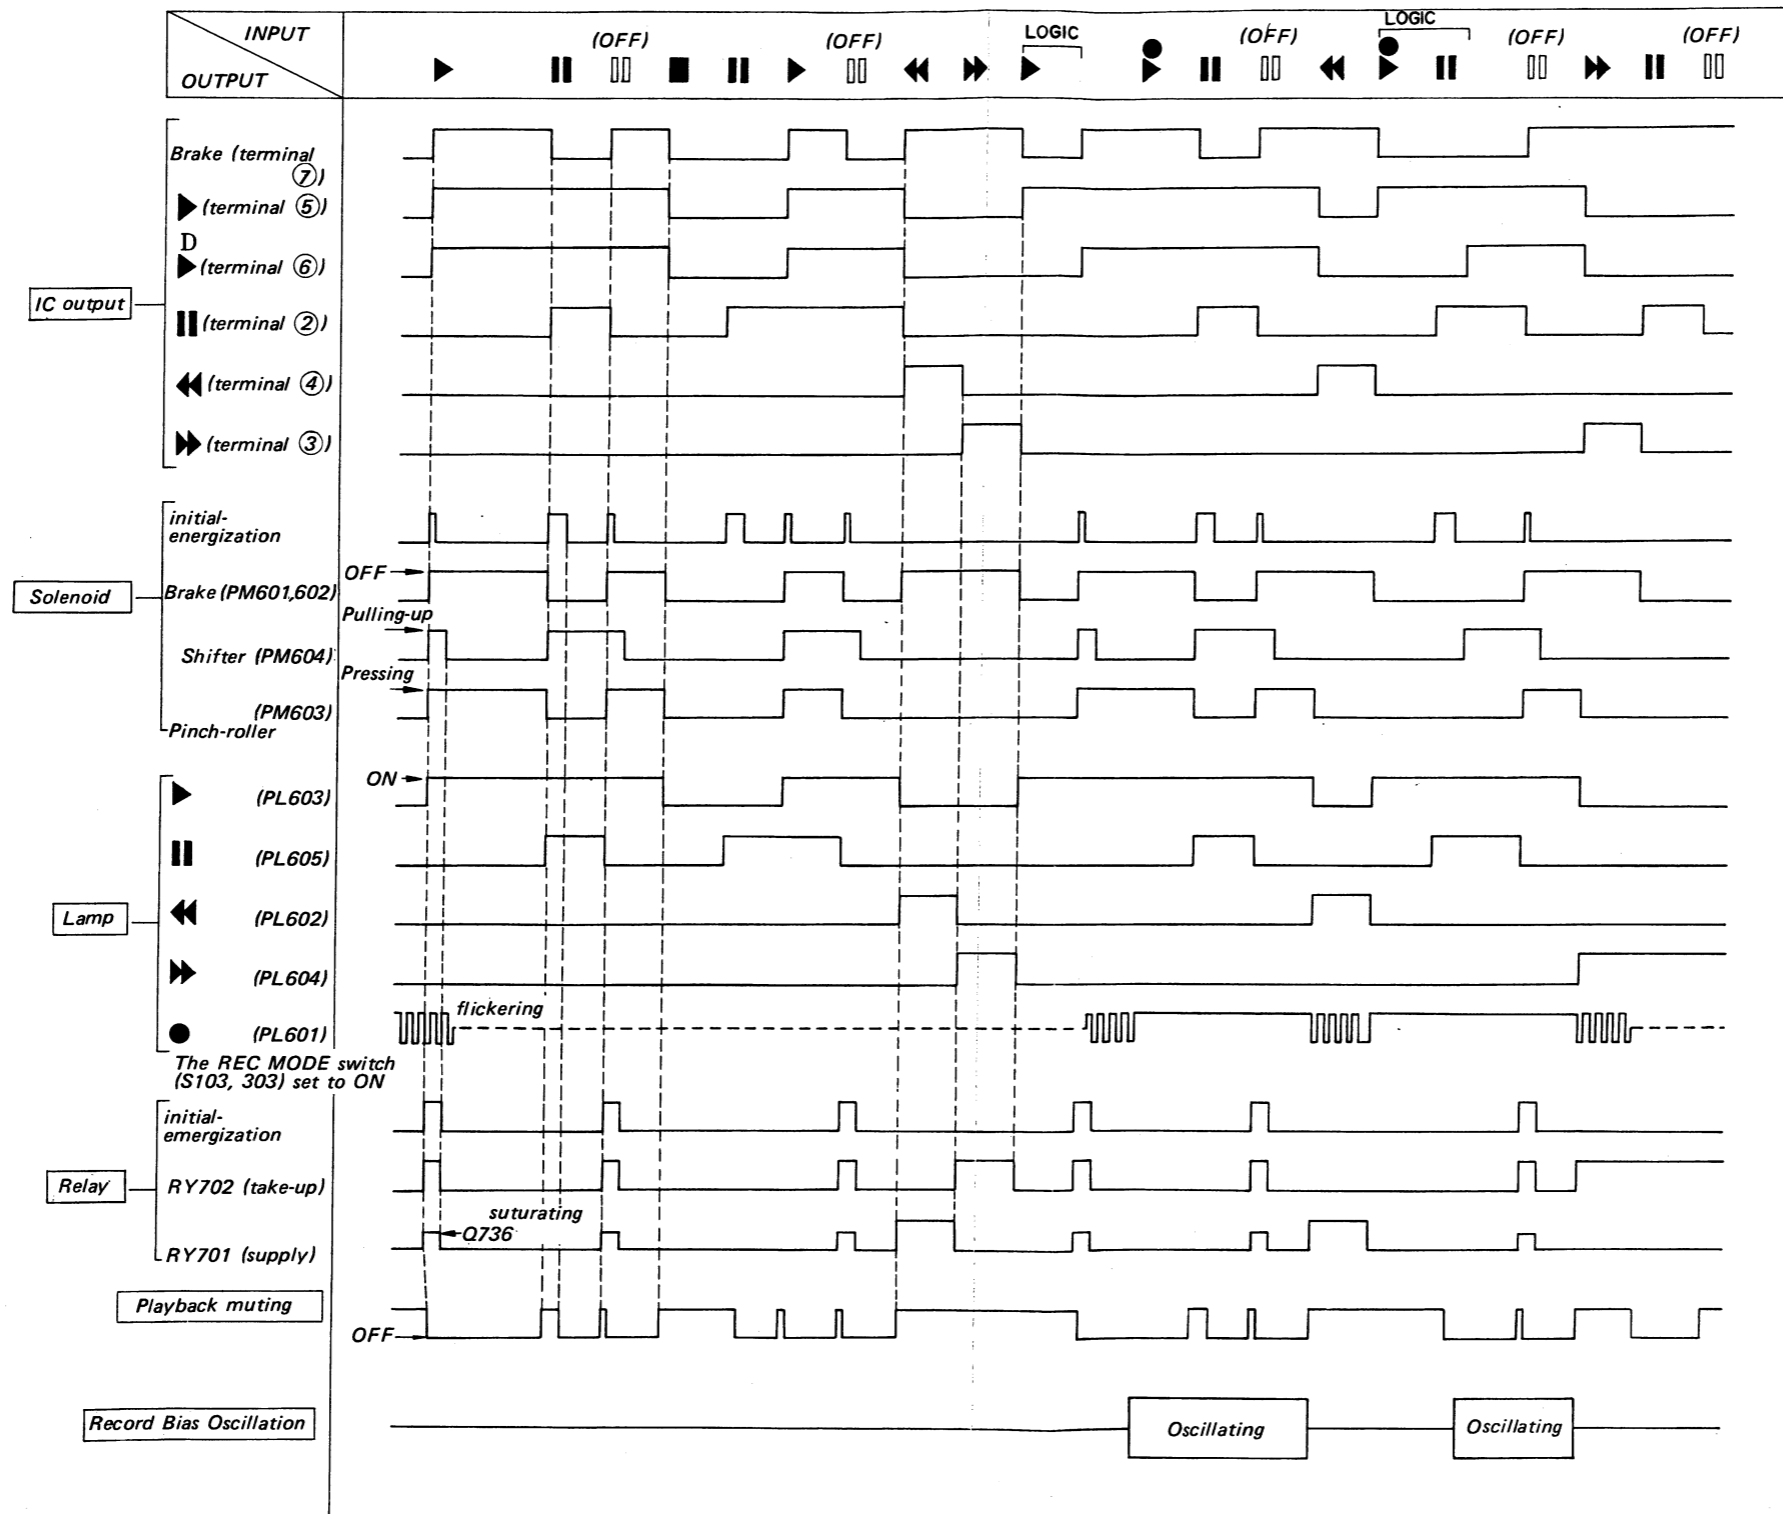 INPUT
OUTPUT
(OFF)
(OFF)
LOGIC
(OFF)
LOGIC
(OFF)
(OFF)
Brake (terminal
⑦)
(terminal ⑤)
D
(terminal ⑥)
IC output
(terminal ②)
(terminal ④)
(terminal ③)
initial-
energization
OFF
Solenoid
Brake (PM601,602)
Pulling-up
Shifter (PM604)
Pressing
(PM603)
Pinch-roller
ON
(PL603)
(PL605)
Lamp
(PL602)
(PL604)
flickering
(PL601)
The REC MODE switch
(S103, 303) set to ON
initial-
emergization
Relay
RY702 (take-up)
suturating
Q736
RY701 (supply)
Playback muting
OFF
Record Bias Oscillation
Oscillating
Oscillating